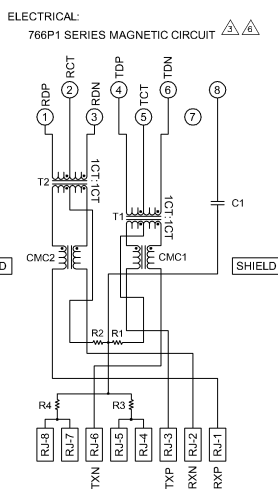 ELECTRICAL:
766P1 SERIES MAGNETIC CIRCUIT 3 6
RCT
TDP
TDN
RDP
RDN
TCT
2
4
6
8
1
3
5
7
T2
1CT:1CT
T1
1CT:1CT
C1
CMC2
CMC1
D
SHIELD
R2
R1
R4
R3
RJ-8
RJ-7
RJ-6
RJ-5
RJ-4
RJ-3
RJ-2
RJ-1
TXN
TXP
RXN
RXP